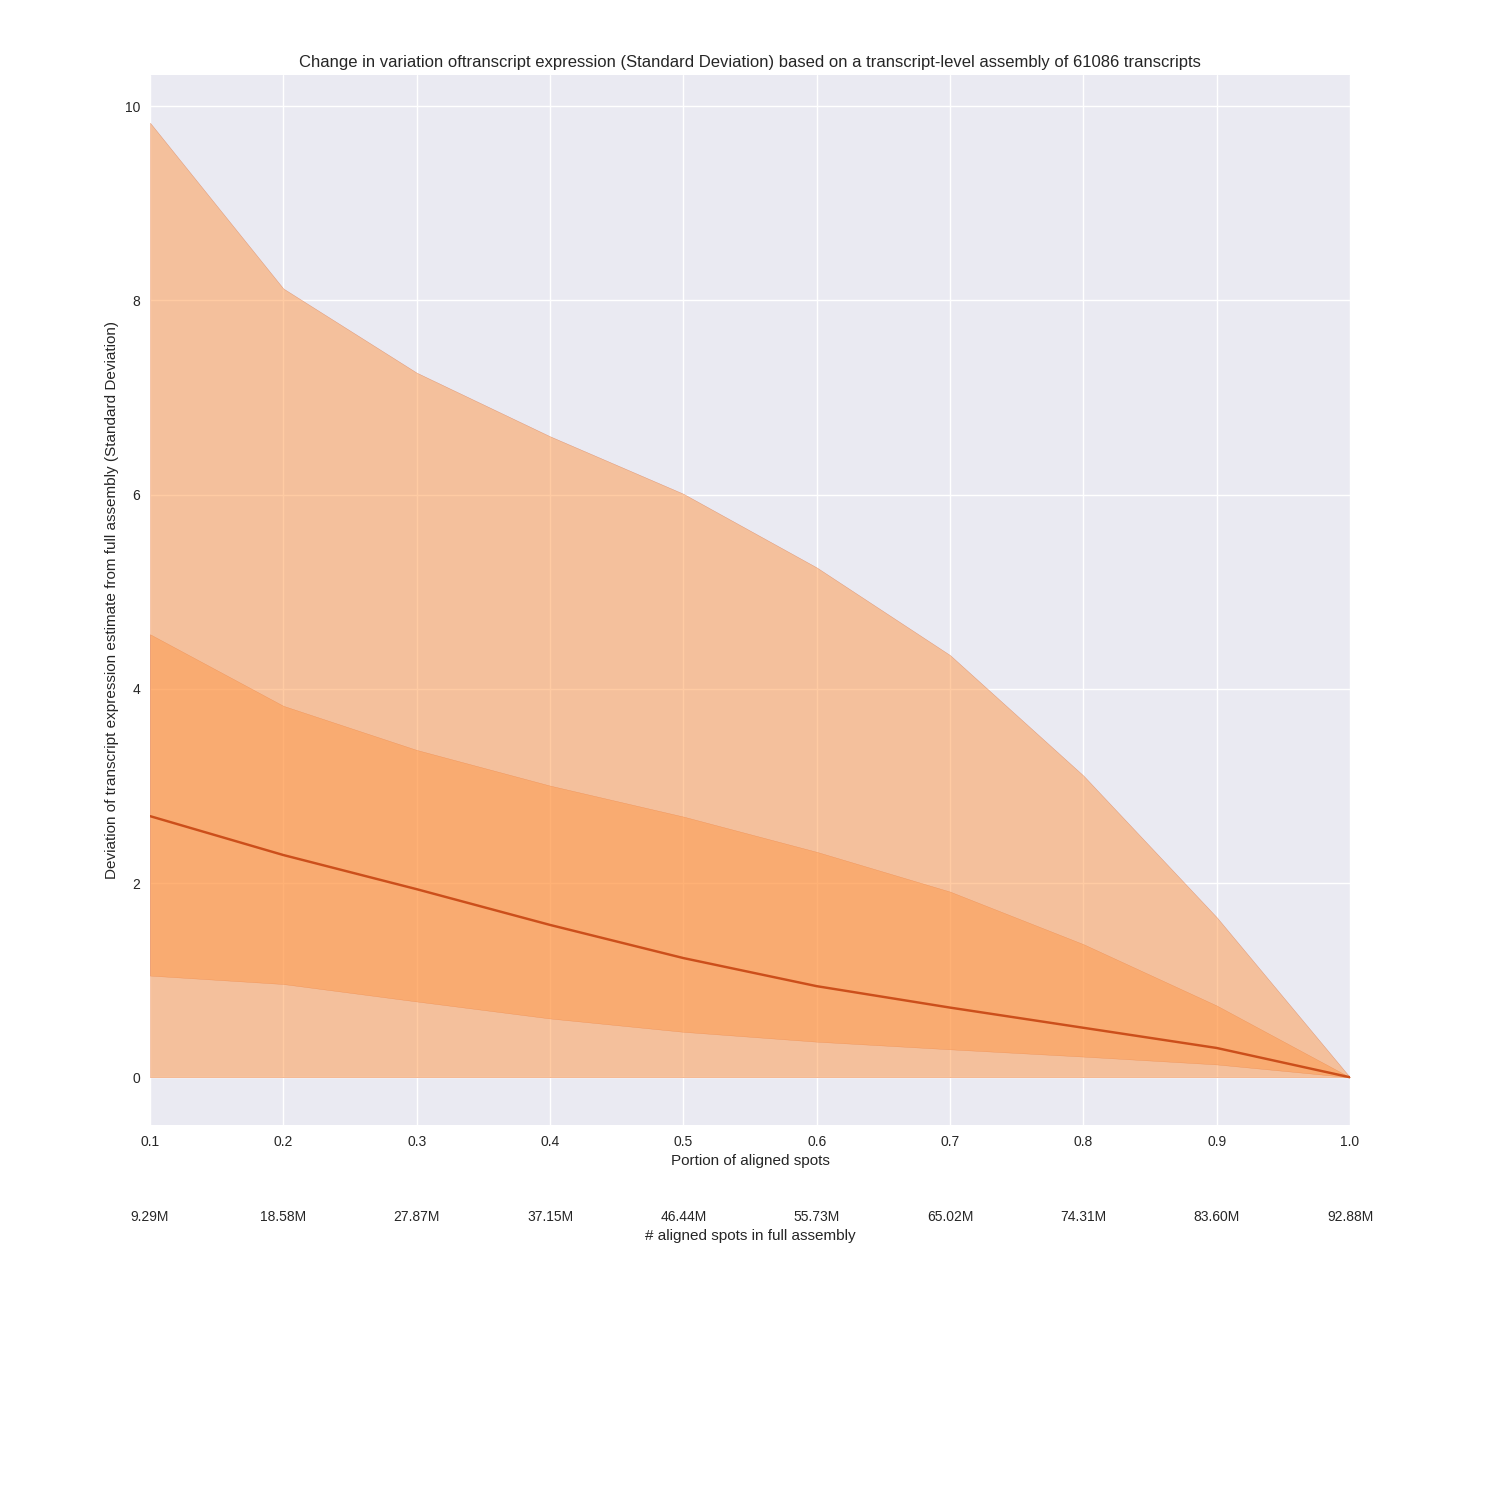 Change in variation oftranscript expression (Standard Deviation) based on a transcript-level assembly of 61086 transcripts
Deviation of transcript expression estimate from full assembly (Standard Deviation)
10
8
6
4
2
0
0.1 0.2 0.3 0.4 0.5 0.6 0.7 0.8 0.9 1.0
Portion of aligned spots
9.29M 18.58M 27.87M 37.15M 46.44M 55.73M 65.02M 74.31M 83.60M 92.88M
# aligned spots in full assembly